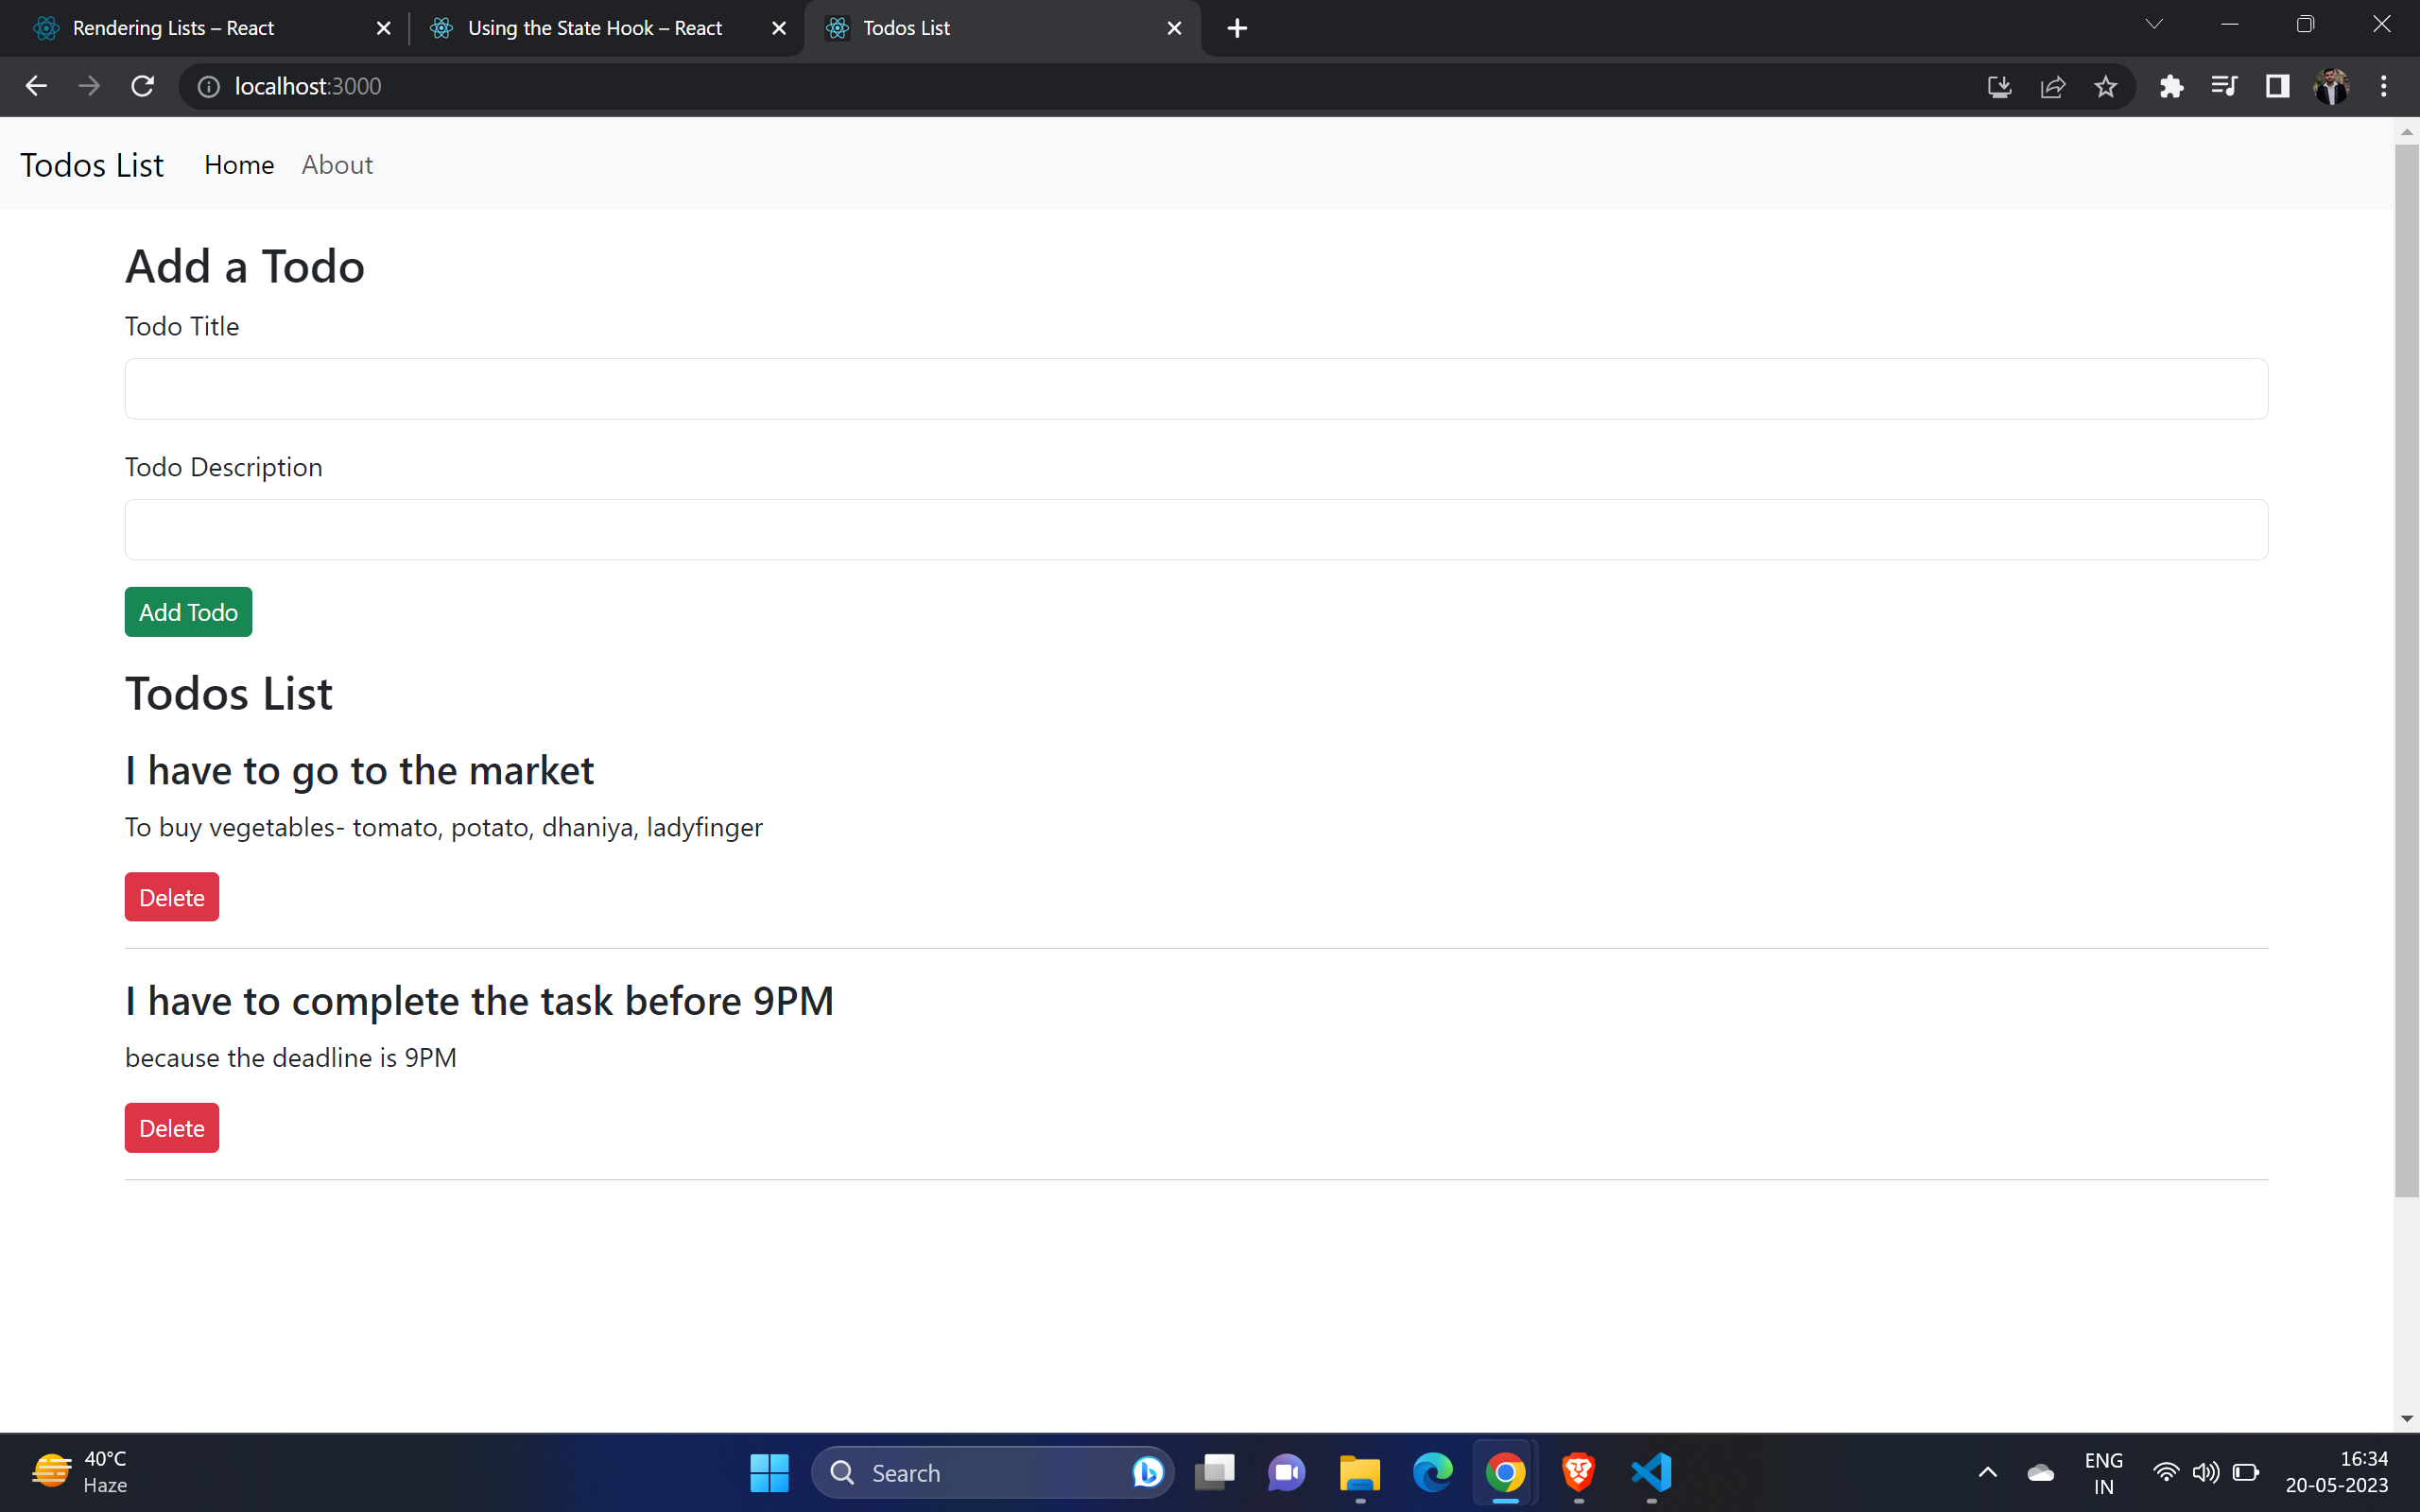 Rendering Lists – React
Using the State Hook – React
Todos List
localhost:3000
Todos List Home About
Add a Todo
Todo Title
Todo Description
Add Todo
Todos List
I have to go to the market
To buy vegetables- tomato, potato, dhaniya, ladyfinger
Delete
I have to complete the task before 9PM
because the deadline is 9PM
Delete
40°C
Haze
Search
ENG
IN
16:34
20-05-2023